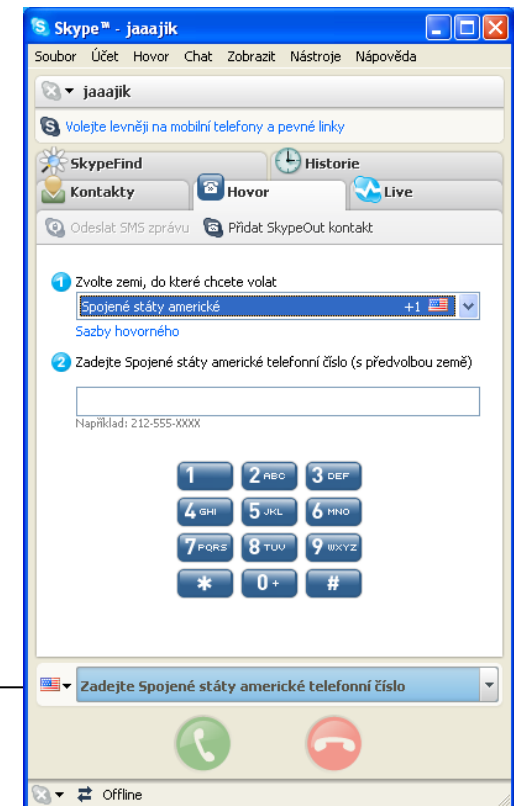 Skype™ - jaaajik
Soubor Účet Hovor Chat Zobrazit Nástroje Nápověda
jaaajik
Volejte levněji na mobilní telefony a pevné linky
SkypeFind Historie
Kontakty Hovor Live
Odeslat SMS zprávu Přidat SkypeOut kontakt
1 Zvolte zemi, do které chcete volat
Spojené státy americké +1
Sazby hovorného
2 Zadejte Spojené státy americké telefonní číslo (s předvolbou země)
Například: 212-555-XXXX
1 2 ABC 3 DEF
4 GHI 5 JKL 6 MNO
7 PQRS 8 TUV 9 WXYZ
* 0 + #
Zadejte Spojené státy americké telefonní číslo
Offline